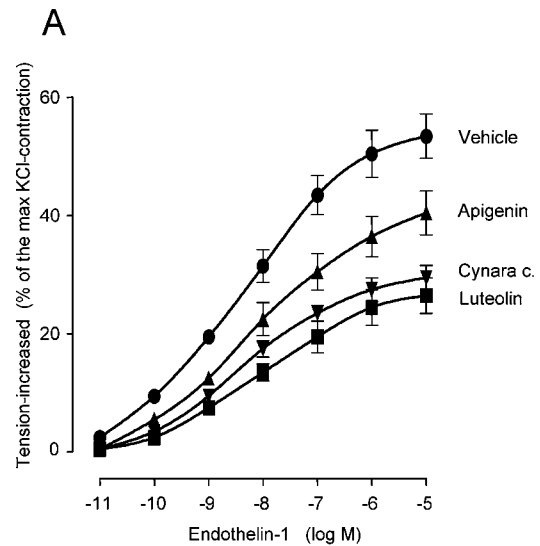 A
Tension-increased (% of the max KCl-contraction)
60
40
20
0
Vehicle
Apigenin
Cynara c.
Luteolin
-11 -10 -9 -8 -7 -6 -5
Endothelin-1 (log M)